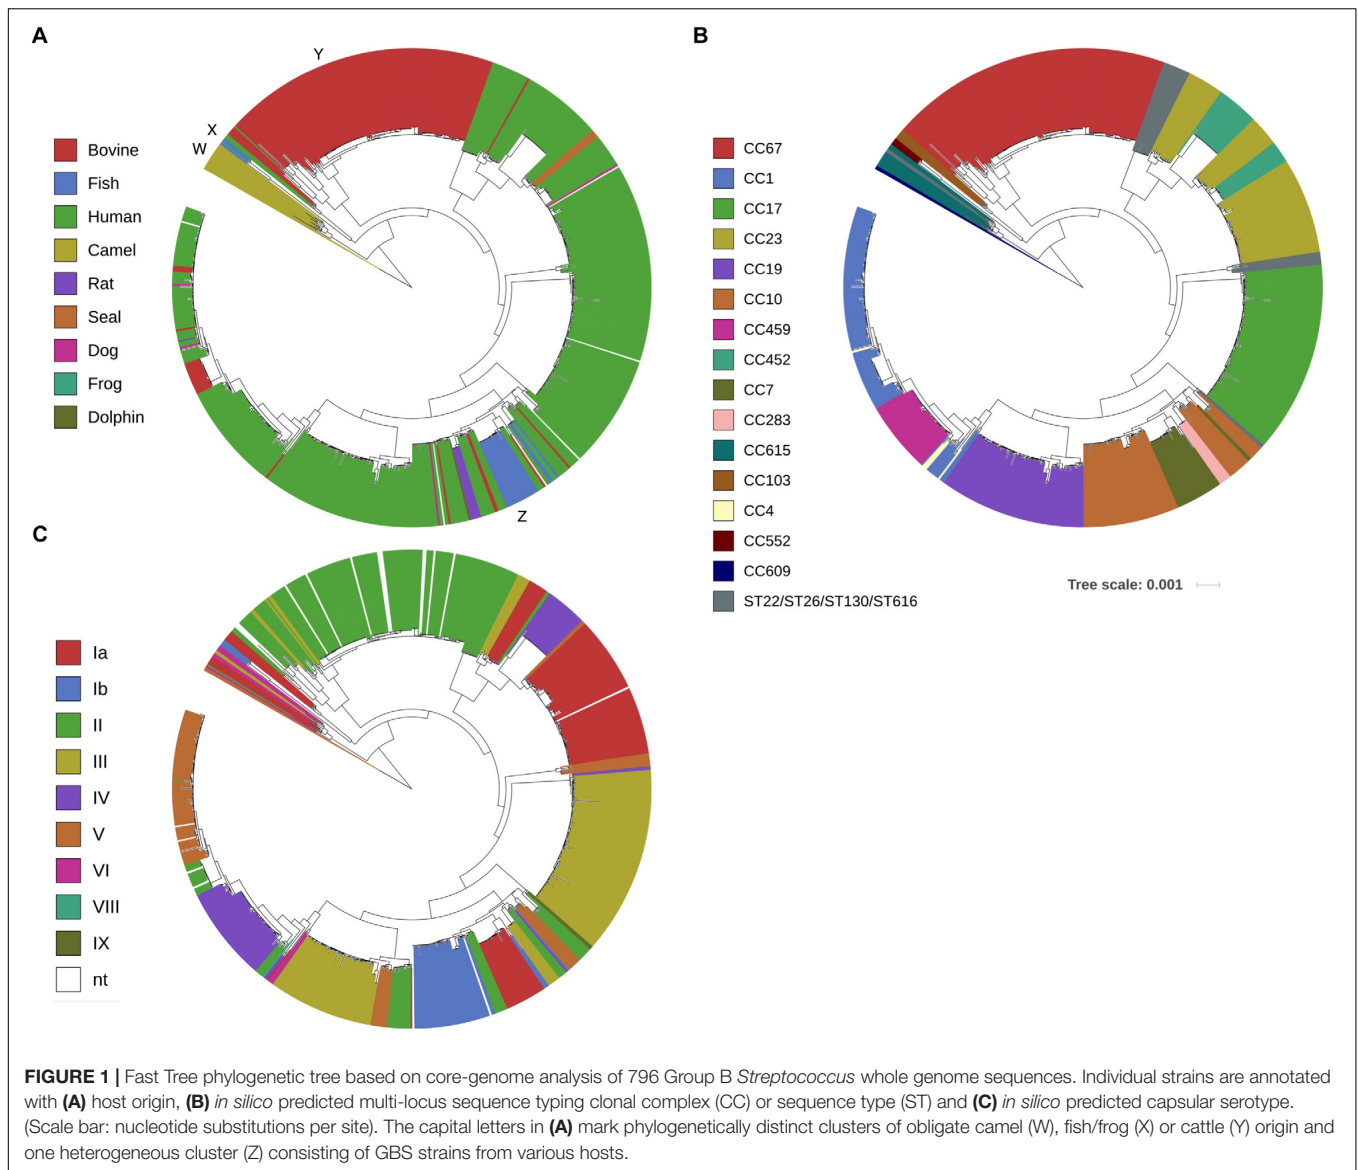 A
Y
X
W
Bovine
Fish
Human
Camel
Rat
Seal
Dog
Frog
Dolphin
Z
B
CC67
CC1
CC17
CC23
CC19
CC10
CC459
CC452
CC7
CC283
CC615
CC103
CC4
CC552
CC609
ST22/ST26/ST130/ST616
Tree scale: 0.001
C
Ia
Ib
II
III
IV
V
VI
VIII
IX
nt
FIGURE 1 | Fast Tree phylogenetic tree based on core-genome analysis of 796 Group B Streptococcus whole genome sequences. Individual strains are annotated
with (A) host origin, (B) in silico predicted multi-locus sequence typing clonal complex (CC) or sequence type (ST) and (C) in silico predicted capsular serotype.
(Scale bar: nucleotide substitutions per site). The capital letters in (A) mark phylogenetically distinct clusters of obligate camel (W), fish/frog (X) or cattle (Y) origin and
one heterogeneous cluster (Z) consisting of GBS strains from various hosts.